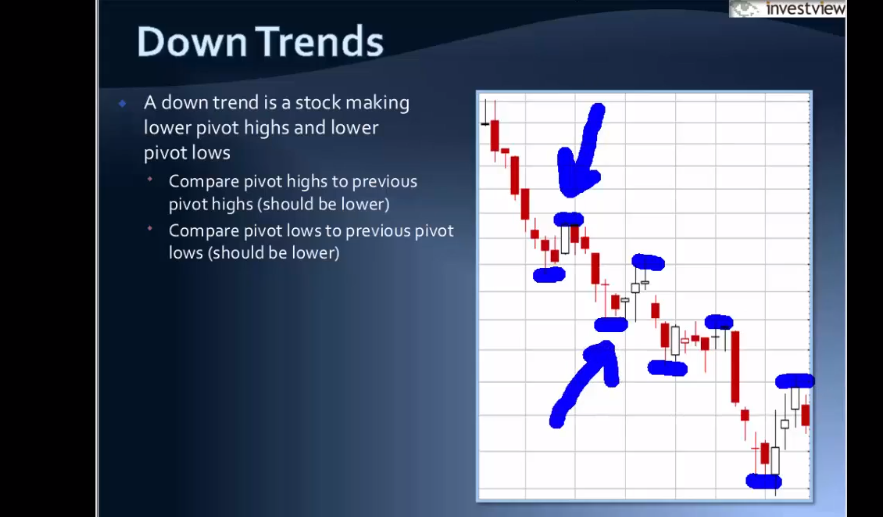 investview
Down Trends
A down trend is a stock making
lower pivot highs and lower
pivot lows
Compare pivot highs to previous
pivot highs (should be lower)
Compare pivot lows to previous pivot
lows (should be lower)